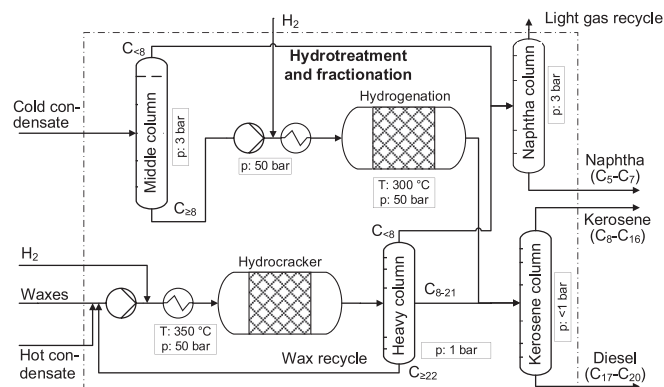 H₂
Light gas recycle
C<8
Hydrotreatment
and fractionation
Hydrogenation
Cold con-
densate
Middle column
p: 3 bar
p: 50 bar
T: 300 °C
p: 50 bar
Naphtha column
p: 3 bar
C≥8
Naphtha
(C₅-C₇)
Kerosene
(C₈-C₁₆)
C<8
H₂
Hydrocracker
Waxes
Heavy column
C8-21
Kerosene column
p: <1 bar
T: 350 °C
p: 50 bar
Hot con-
densate
Wax recycle
p: 1 bar
C≥22
Diesel
(C₁₇-C₂₀)